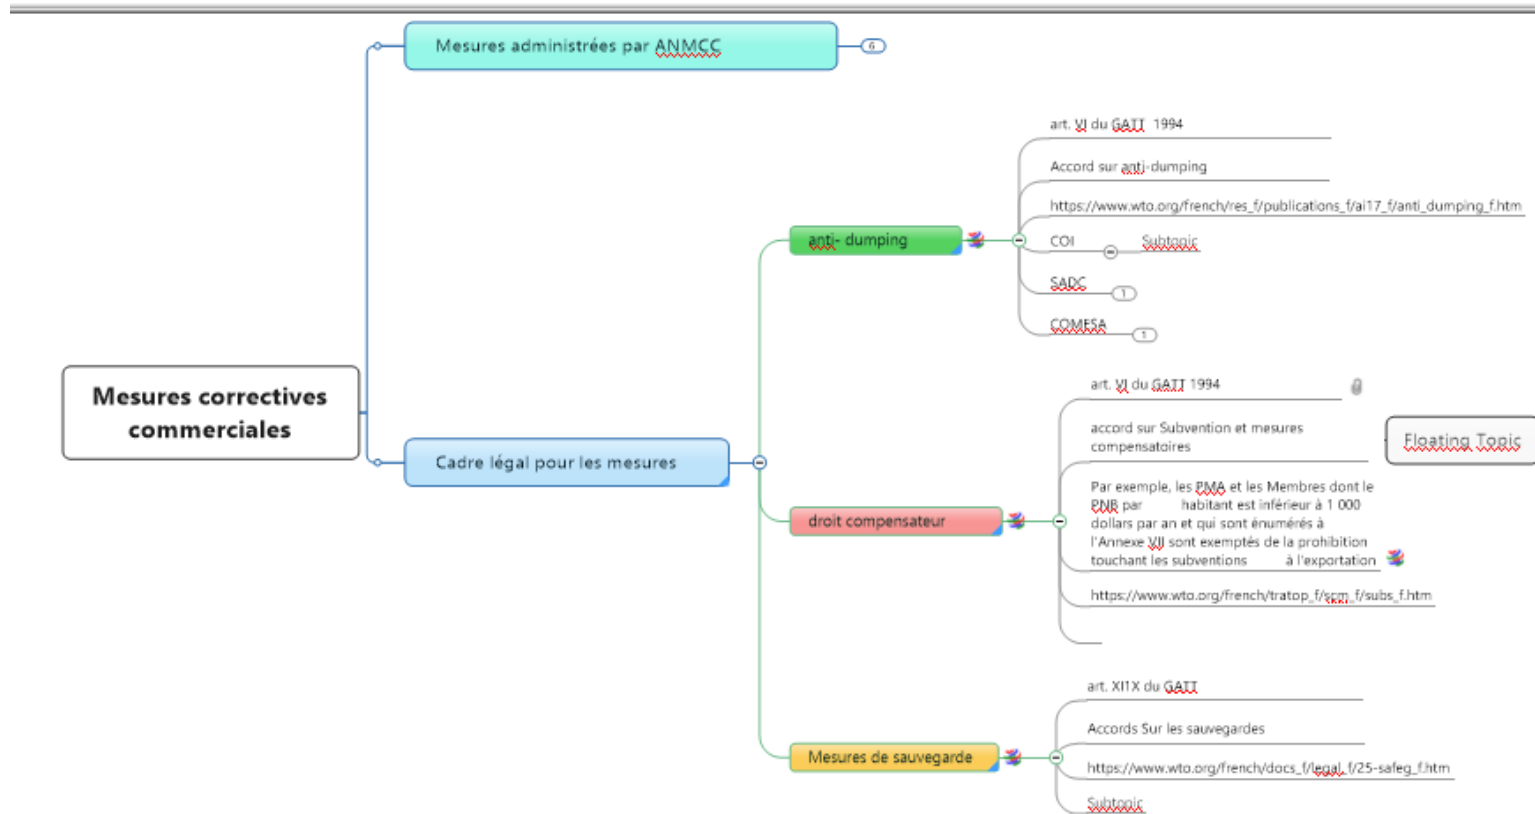 Mesures administrées par ANMCC
6
art. VI du GATT 1994
Accord sur anti-dumping
https://www.wto.org/french/res_f/publications_f/ai17_f/anti_dumping_f.htm
anti- dumping
COI
Subtopic
SADC
1
COMESA
1
Mesures correctives
commerciales
Cadre légal pour les mesures
art. VI du GATT 1994
accord sur Subvention et mesures
compensatoires
Floating Topic
Par exemple, les PMA et les Membres dont le
PNB par habitant est inférieur à 1 000
dollars par an et qui sont énumérés à
l'Annexe VII sont exemptés de la prohibition
touchant les subventions à l'exportation
droit compensateur
https://www.wto.org/french/tratop_f/scm_f/subs_f.htm
art. XI1X du GATT
Accords Sur les sauvegardes
Mesures de sauvegarde
https://www.wto.org/french/docs_f/legal_f/25-safeg_f.htm
Subtopic